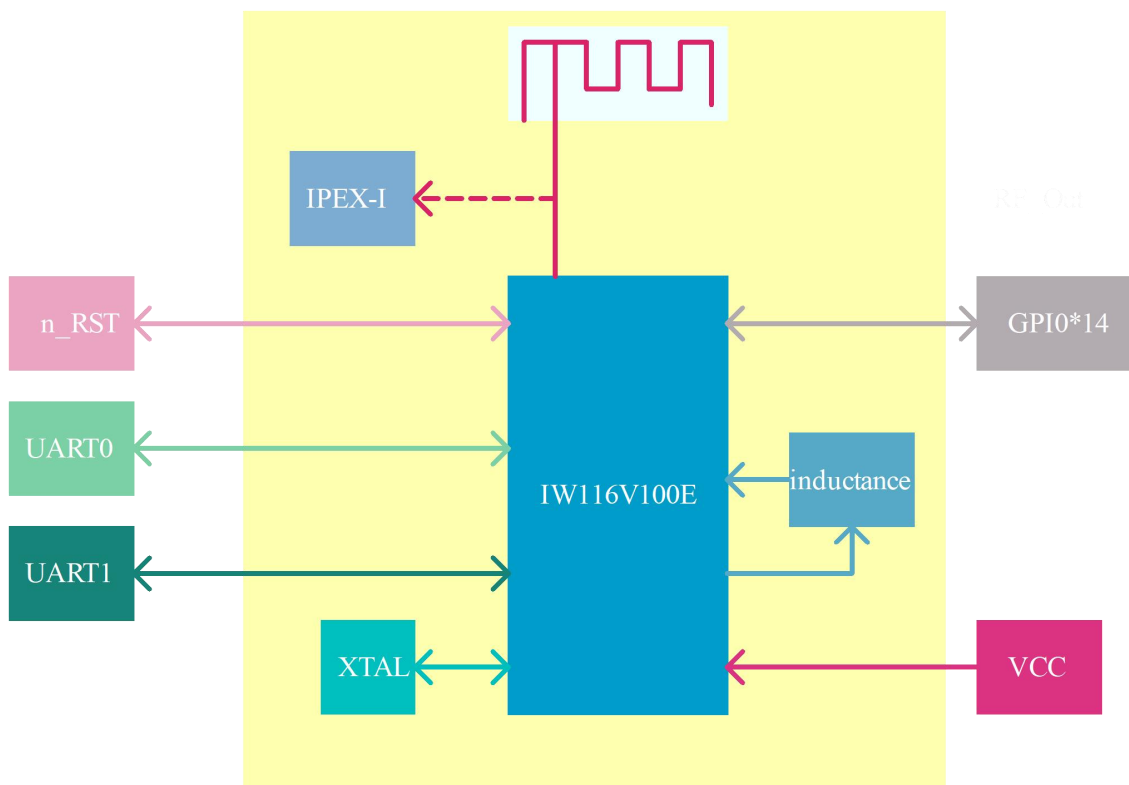 IPEX-I
n_RST
GPI0*14
UART0
inductance
IW116V100E
UART1
XTAL
VCC